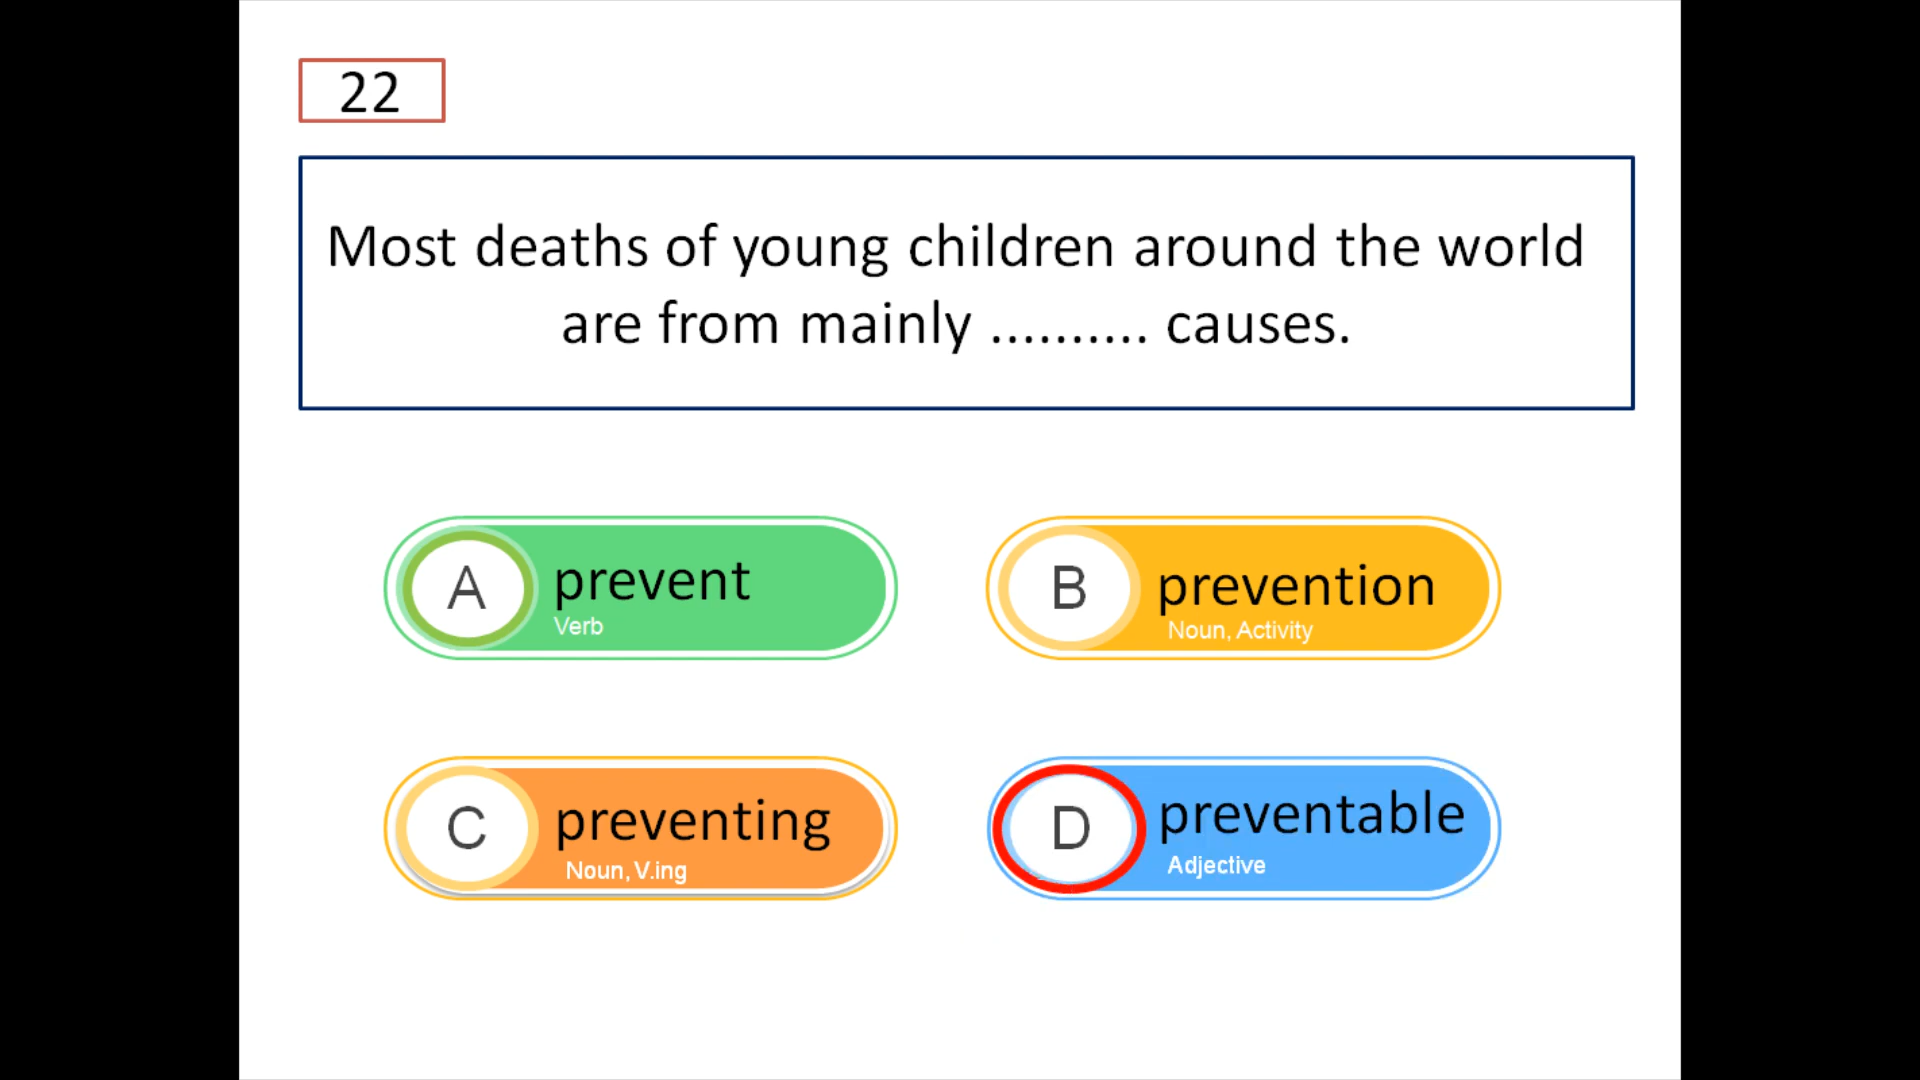 22
Most deaths of young children around the world
are from mainly .......... causes.
A prevent
Verb
B prevention
Noun, Activity
C preventing
Noun, V.ing
D preventable
Adjective